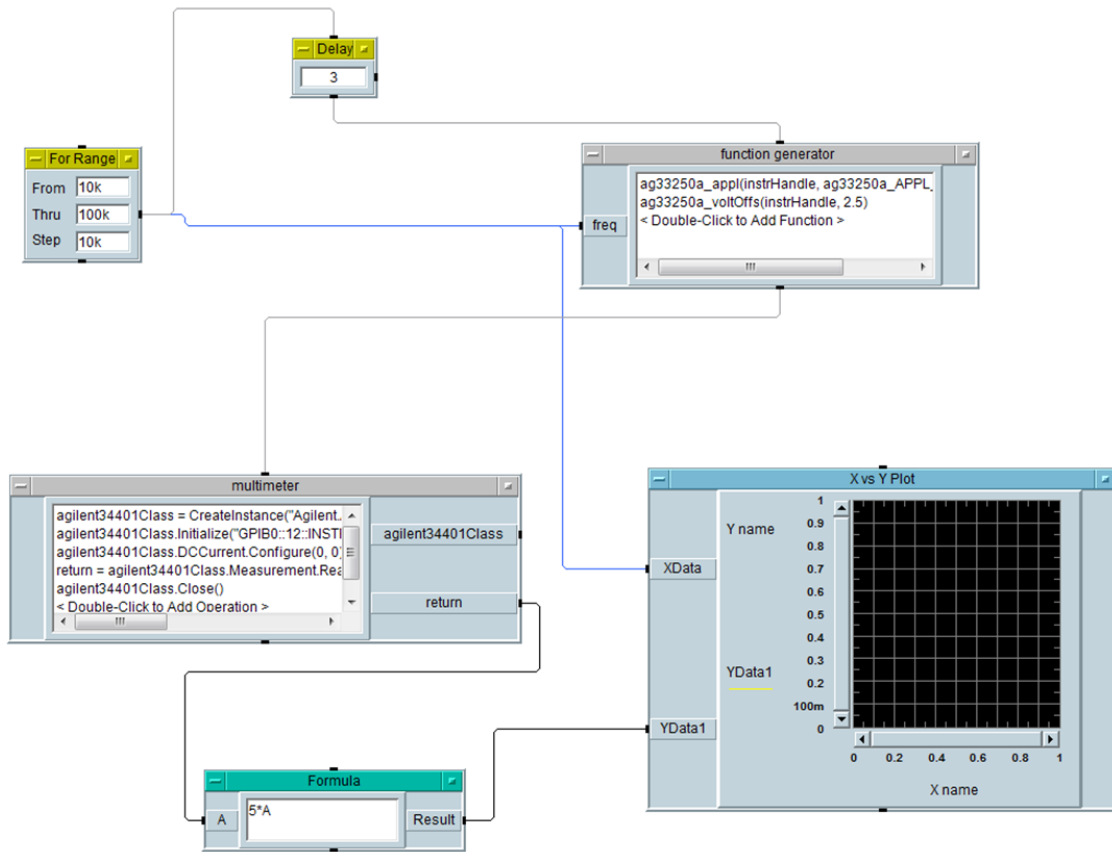 Delay
3
For Range
From 10k
Thru 100k
Step 10k
function generator
freq
ag33250a_appl(instrHandle, ag33250a_APPL_
ag33250a_voltOffs(instrHandle, 2.5)
< Double-Click to Add Function >
multimeter
agilent34401Class = CreateInstance("Agilent.
agilent34401Class.Initialize("GPIB0::12::INST
agilent34401Class.DCCurrent.Configure(0, 0
return = agilent34401Class.Measurement.Rea
agilent34401Class.Close()
< Double-Click to Add Operation >
agilent34401Class
return
X vs Y Plot
XData
YData1
Y name
YData1
1
0.9
0.8
0.7
0.6
0.5
0.4
0.3
0.2
100m
0
0 0.2 0.4 0.6 0.8 1
X name
Formula
A
5*A
Result